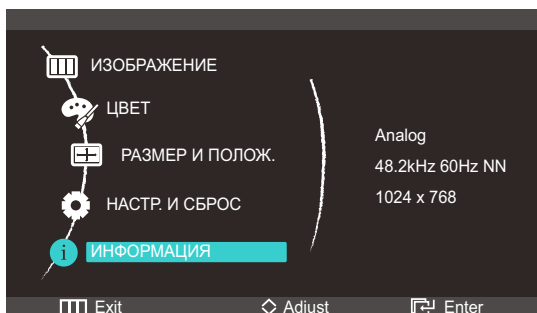 ИЗОБРАЖЕНИЕ
ЦВЕТ
РАЗМЕР И ПОЛОЖ.
НАСТР. И СБРОС
i ИНФОРМАЦИЯ
Analog
48.2kHz 60Hz NN
1024 x 768
Exit Adjust Enter